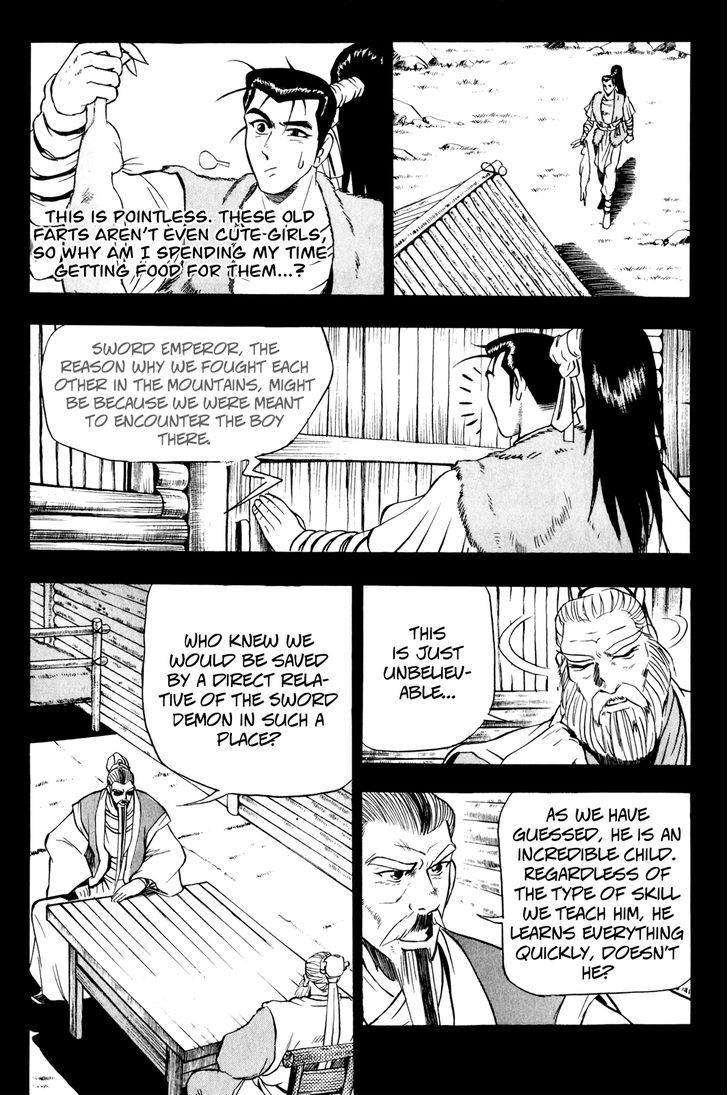 THIS IS POINTLESS. THESE OLD
FARTS AREN'T EVEN CUTE-GIRLS,
SO WHY AM I SPENDING MY TIME
GETTING FOOD FOR THEM...?
SWORD EMPEROR, THE
REASON WHY WE FOUGHT EACH
OTHER IN THE MOUNTAINS, MIGHT
BE BECAUSE WE WERE MEANT
TO ENCOUNTER THE BOY
THERE.
WHO KNEW WE
WOULD BE SAVED
BY A DIRECT RELA-
TIVE OF THE SWORD
DEMON IN SUCH A
PLACE?
THIS
IS JUST
UNBELIEV-
ABLE...
AS WE HAVE
GUESSED, HE IS AN
INCREDIBLE CHILD.
REGARDLESS OF
THE TYPE OF SKILL
WE TEACH HIM, HE
LEARNS EVERYTHING
QUICKLY, DOESN'T
HE?